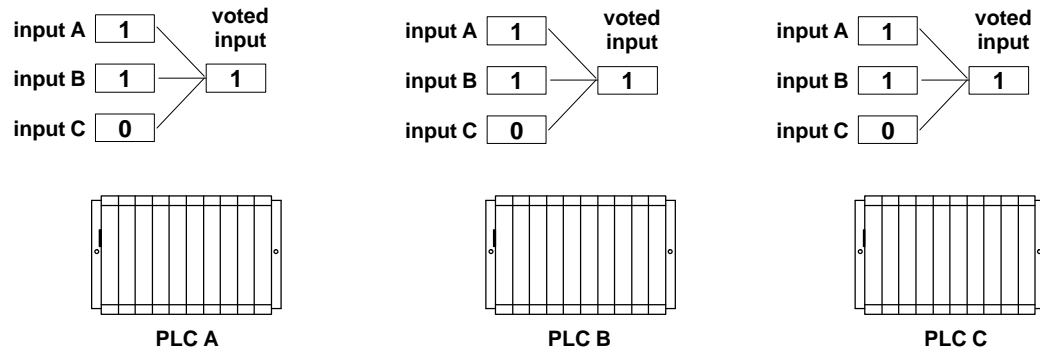 input A 1
input B 1
input C 0
voted
input
1
PLC A
input A 1
input B 1
input C 0
voted
input
1
PLC B
input A 1
input B 1
input C 0
voted
input
1
PLC C